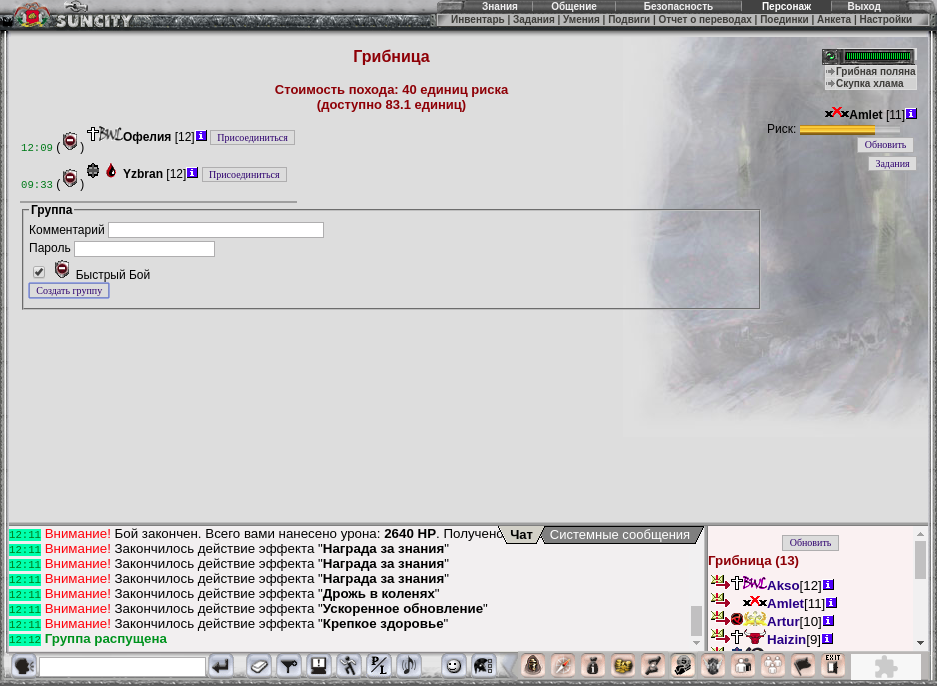 Знания Общение Безопасность Персонаж Выход
SUNCITY
Инвентарь | Задания | Умения | Подвиги | Отчет о переводах | Поединки | Анкета | Настройки
Грибница
Стоимость похода: 40 единиц риска
(доступно 83.1 единиц)
Грибная поляна
Скупка хлама
Amlet [11]
Риск:
Обновить
Задания
12:09 ( ) BWL Офелия [12] Присоединиться
09:33 ( ) Yzbran [12] Присоединиться
Группа
Комментарий
Пароль
Быстрый Бой
Создать группу
12:11 Внимание! Бой закончен. Всего вами нанесено урона: 2640 HP. Получено
12:11 Внимание! Закончилось действие эффекта "Награда за знания"
12:11 Внимание! Закончилось действие эффекта "Награда за знания"
12:11 Внимание! Закончилось действие эффекта "Награда за знания"
12:11 Внимание! Закончилось действие эффекта "Дрожь в коленях"
12:11 Внимание! Закончилось действие эффекта "Ускоренное обновление"
12:11 Внимание! Закончилось действие эффекта "Крепкое здоровье"
12:12 Группа распущена
Чат Системные сообщения
Обновить
Грибница (13)
BWL Akso[12]
Amlet[11]
Artur[10]
Haizin[9]
P/L
EXIT